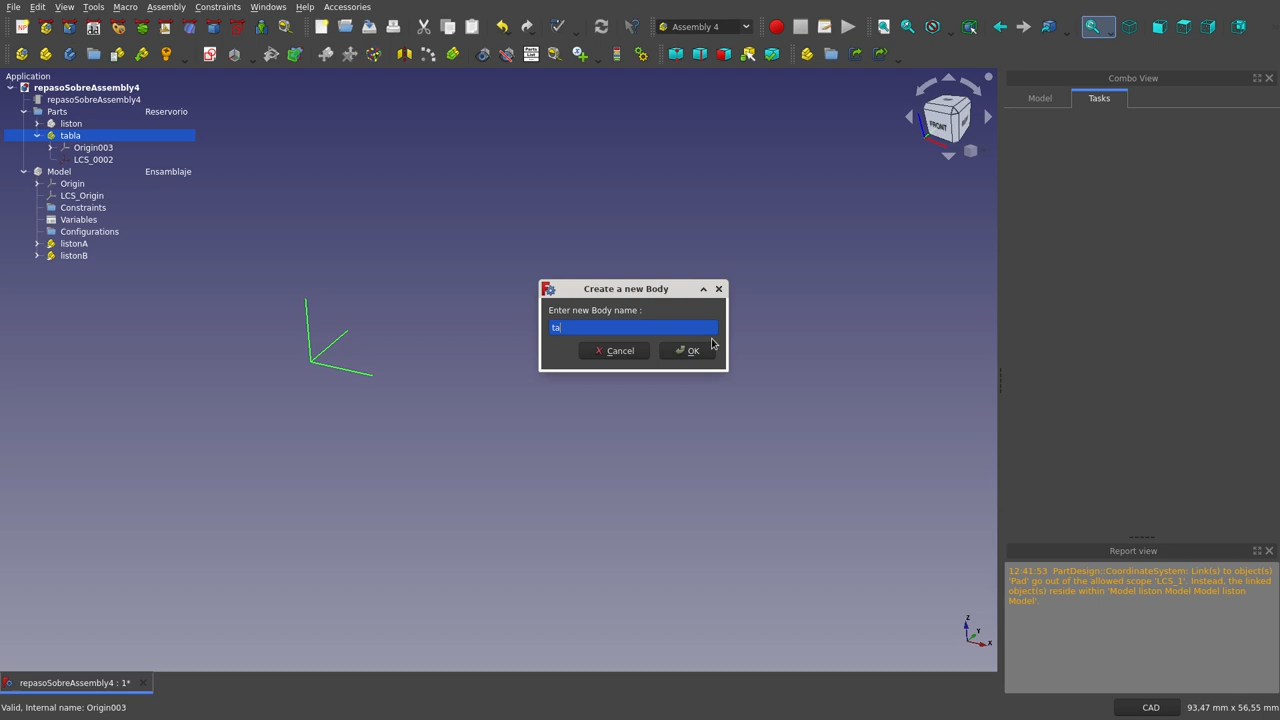 File Edit View Tools Macro Assembly Constraints Windows Help Accessories
Assembly 4
Parts List
Application
repasoSobreAssembly4
repasoSobreAssembly4
Parts Reservorio
liston
tabla
Origin003
LCS_0002
Model Ensamblaje
Origin
LCS_Origin
Constraints
Variables
Configurations
listonA
listonB
FRONT
Create a new Body
Enter new Body name :
ta
Cancel OK
Z
Y
X
Combo View
Model Tasks
Report view
12:41:53 PartDesign::CoordinateSystem: Link(s) to object(s)
'Pad' go out of the allowed scope 'LCS_1'. Instead, the linked
object(s) reside within 'Model liston Model Model liston
Model'.
repasoSobreAssembly4 : 1*
Valid, Internal name: Origin003
CAD 93,47 mm x 56,55 mm